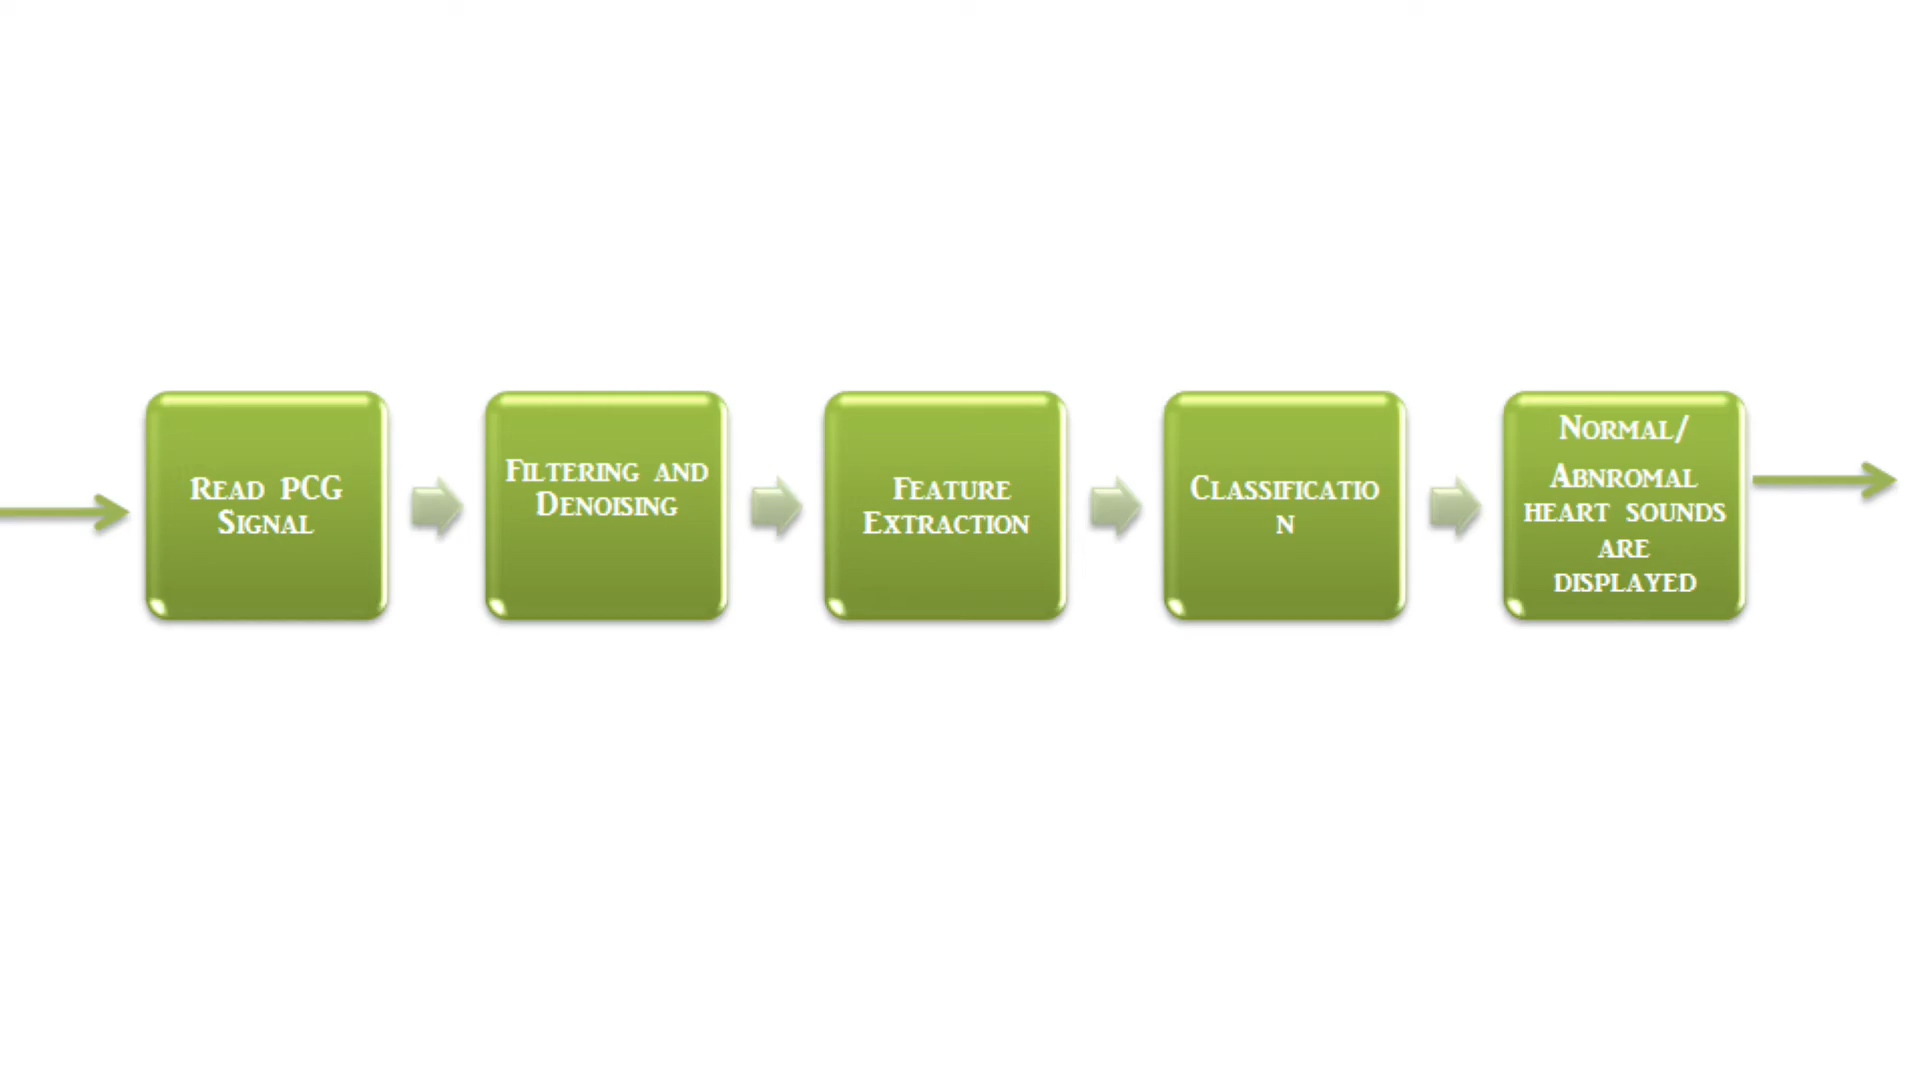 Read PCG
Signal
Filtering and
Denoising
Feature
Extraction
Classificatio
n
Normal/
Abnromal
heart sounds
are
displayed